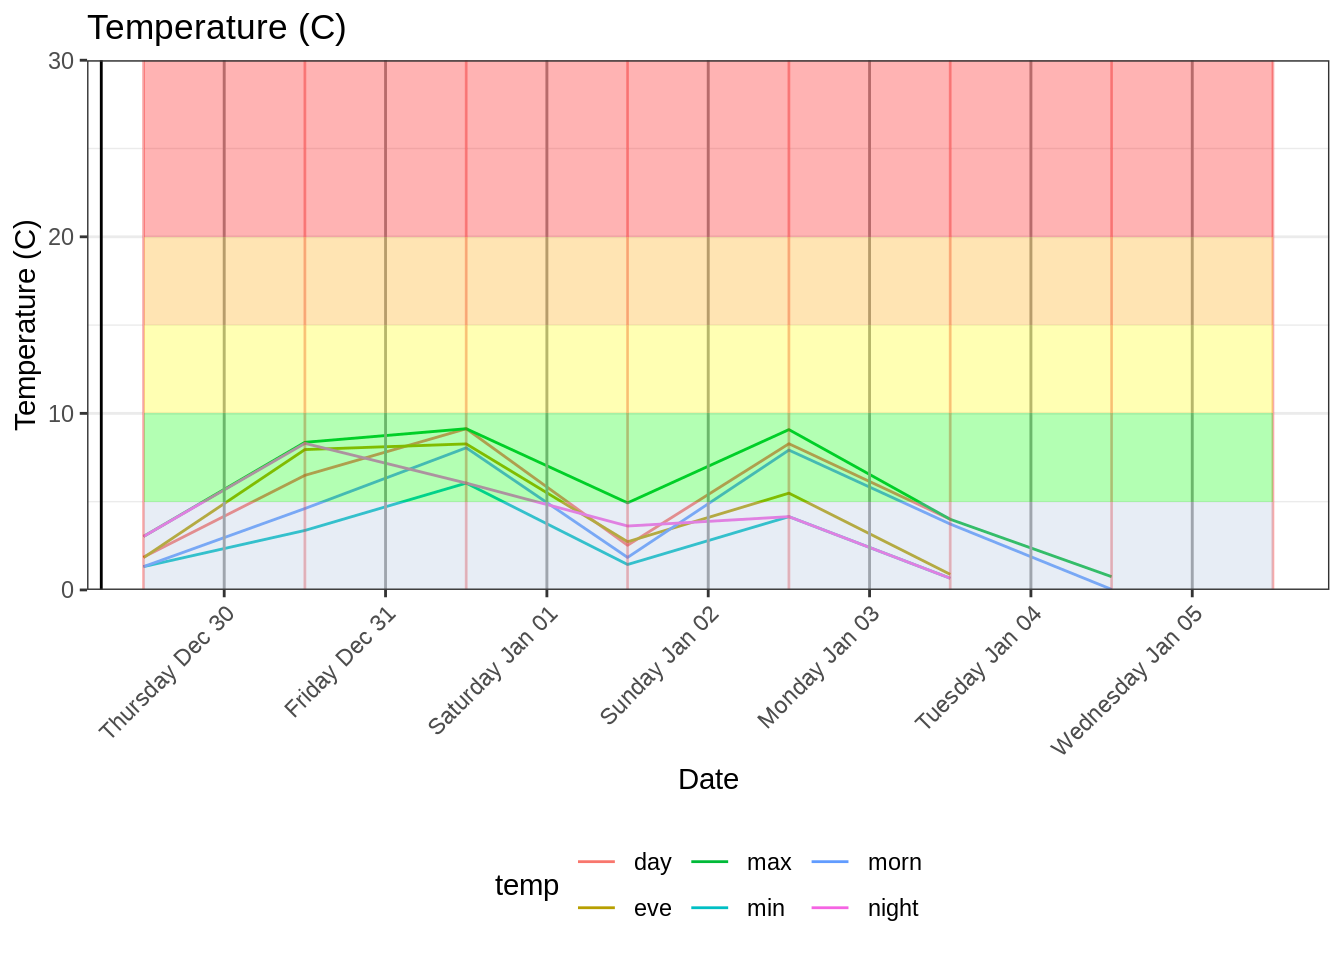 Temperature (C)
30
20
10
0
Temperature (C)
Thursday Dec 30
Friday Dec 31
Saturday Jan 01
Sunday Jan 02
Monday Jan 03
Tuesday Jan 04
Wednesday Jan 05
Date
temp
day
max
morn
eve
min
night